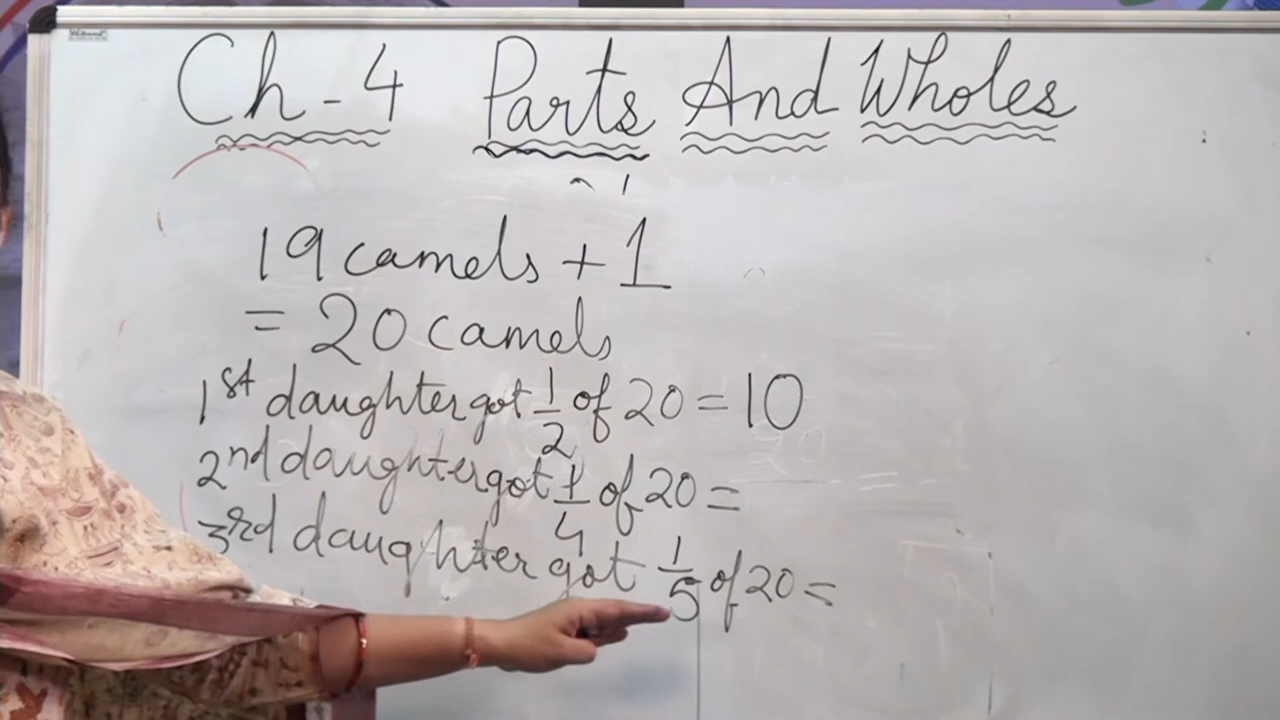 Ch-4 Parts And Wholes
19 camels + 1
= 20 camels
1st daughter got 1/2 of 20 = 10
2nd daughter got 1/4 of 20 =
3rd daughter got 1/5 of 20 =